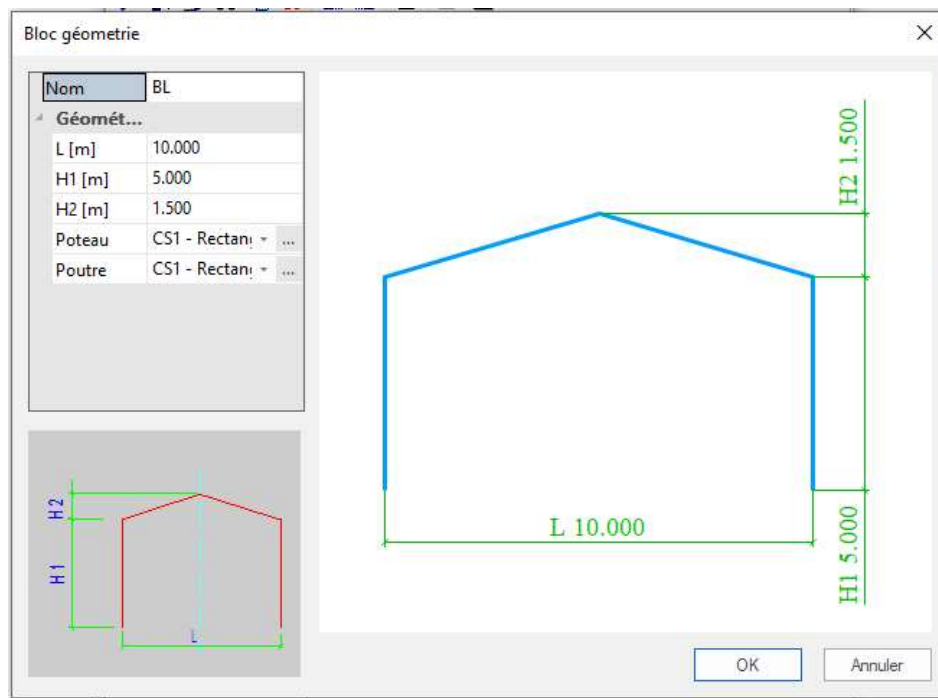 Bloc géometrie
Nom BL
Géomét...
L [m] 10.000
H1 [m] 5.000
H2 [m] 1.500
Poteau CS1 - Rectan ...
Poutre CS1 - Rectan ...
H2 1.500
L 10.000
H1 5.000
H2
H1
L
OK Annuler